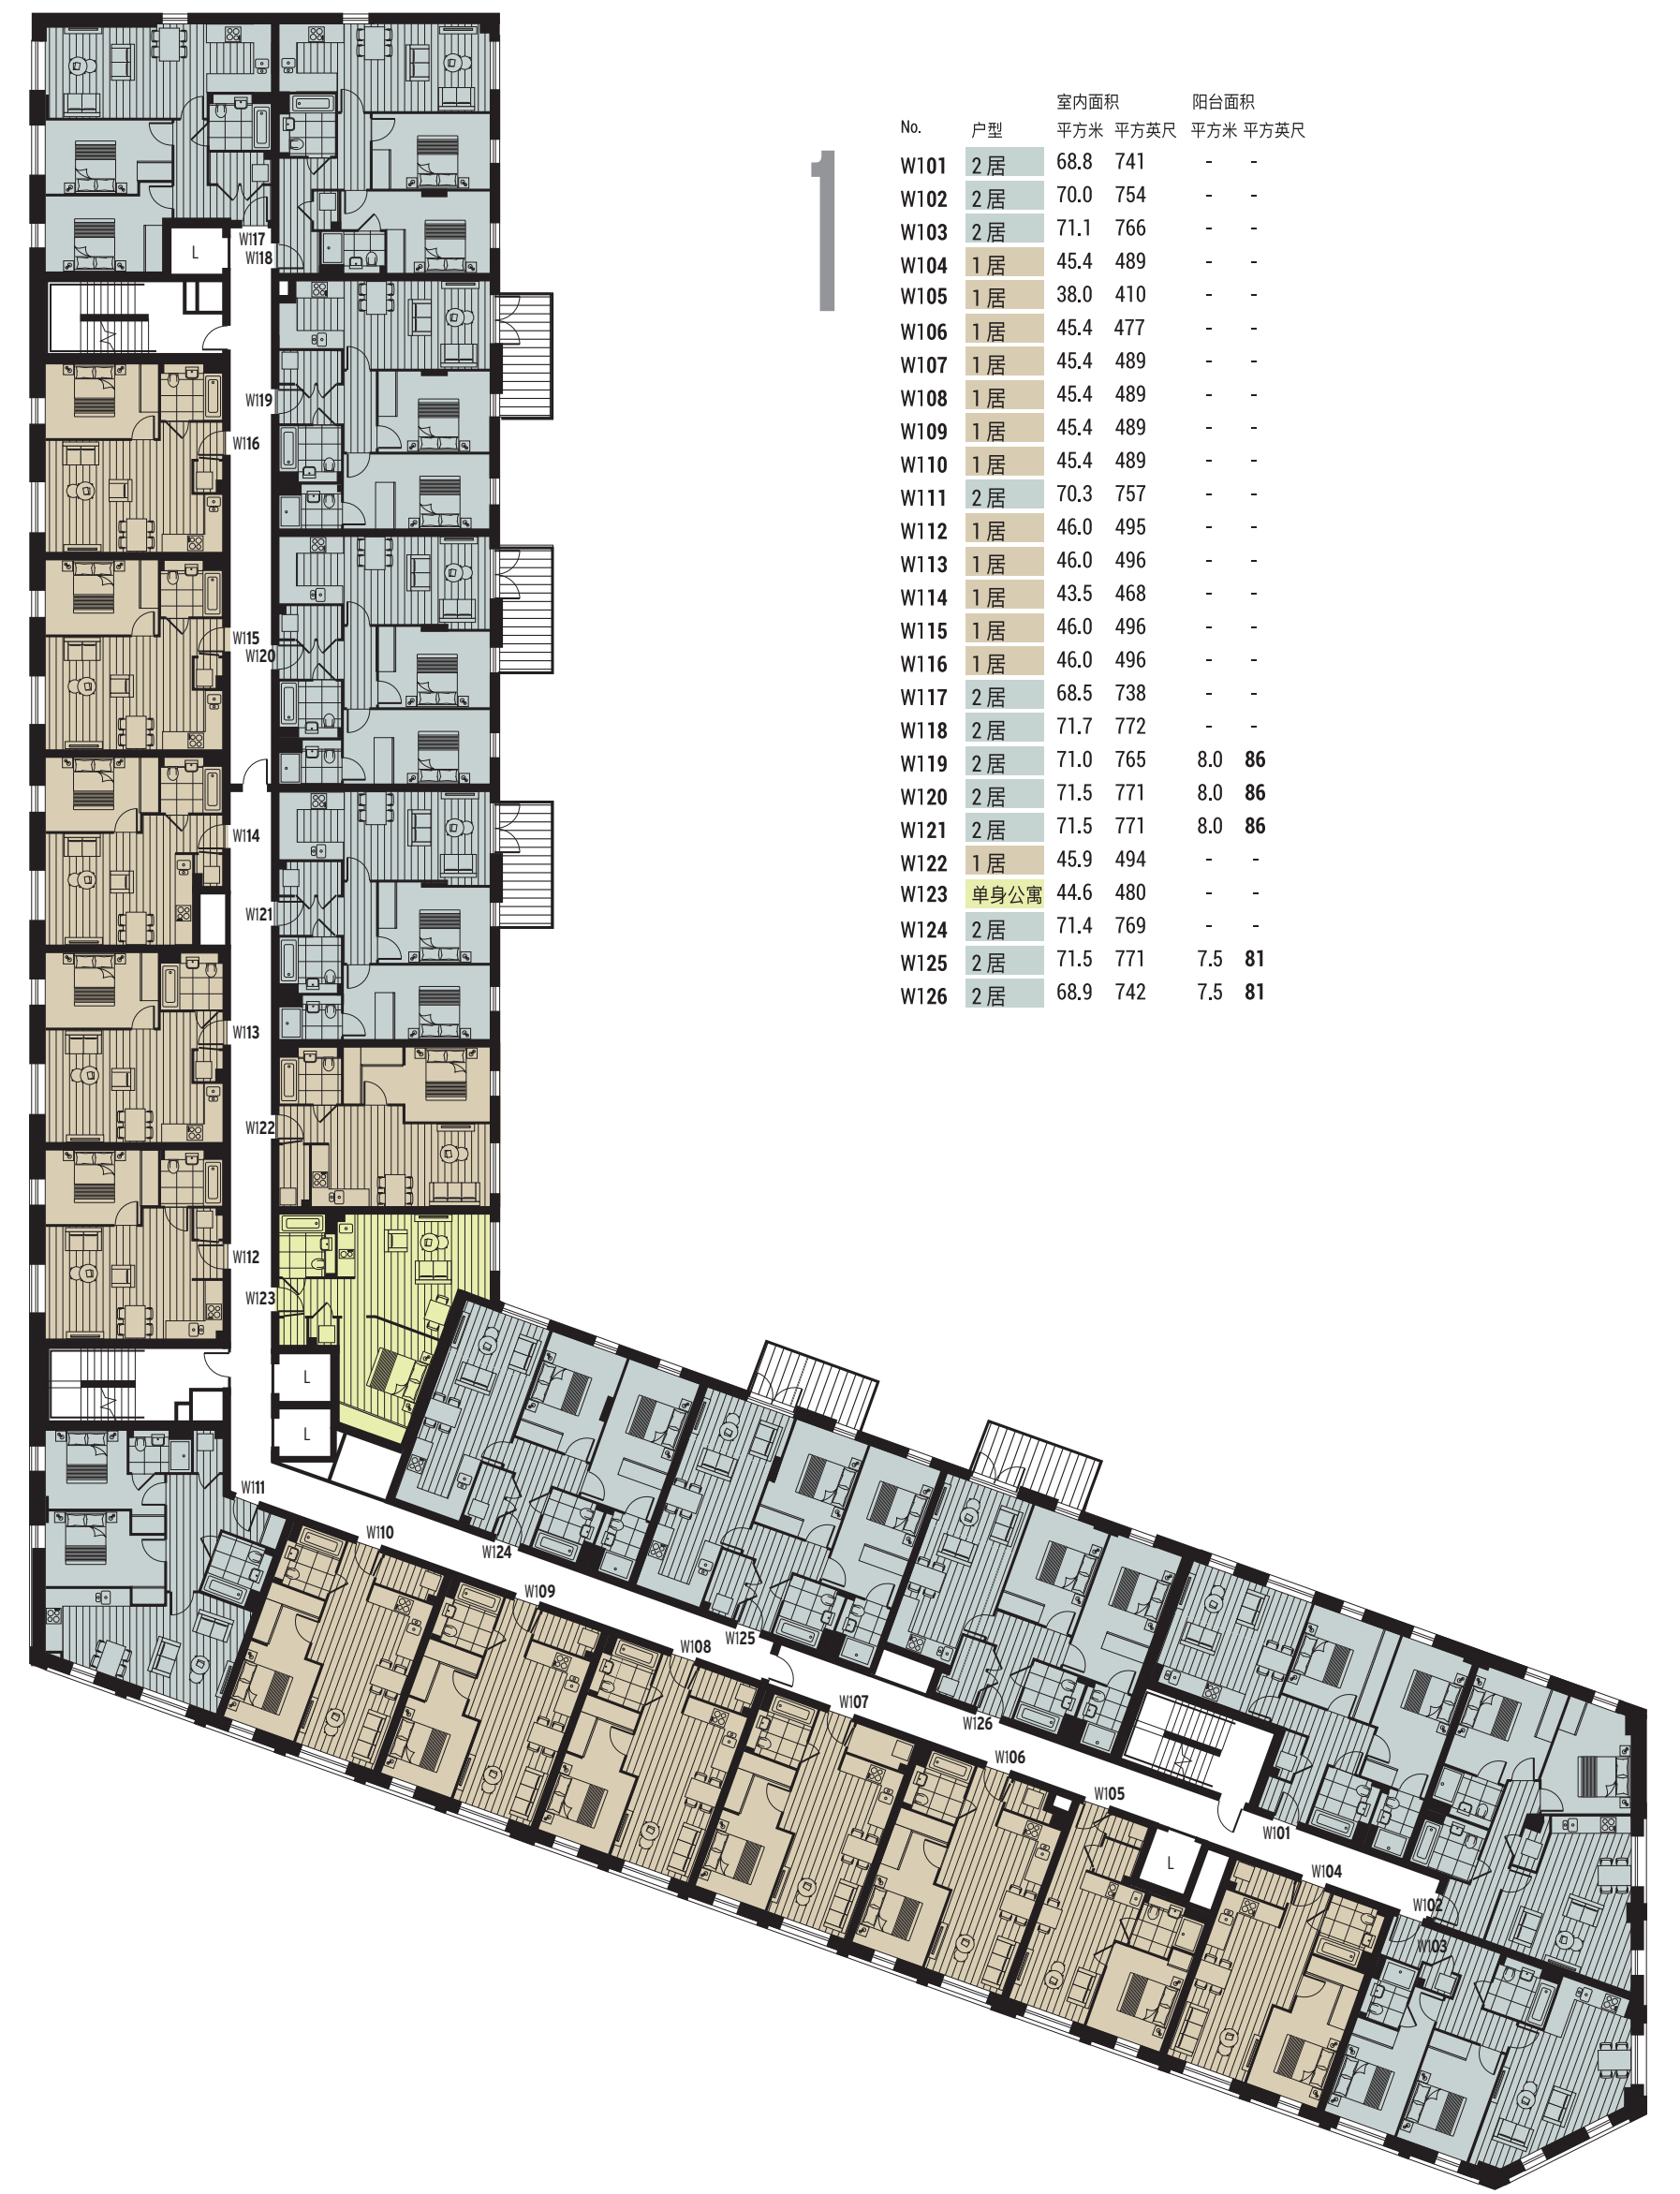 1
室内面积 阳台面积
No. 户型 平方米 平方英尺 平方米 平方英尺
W101 2 居 68.8 741 - -
W102 2 居 70.0 754 - -
W103 2 居 71.1 766 - -
W104 1 居 45.4 489 - -
W105 1 居 38.0 410 - -
W106 1 居 45.4 477 - -
W107 1 居 45.4 489 - -
W108 1 居 45.4 489 - -
W109 1 居 45.4 489 - -
W110 1 居 45.4 489 - -
W111 2 居 70.3 757 - -
W112 1 居 46.0 495 - -
W113 1 居 46.0 496 - -
W114 1 居 43.5 468 - -
W115 1 居 46.0 496 - -
W116 1 居 46.0 496 - -
W117 2 居 68.5 738 - -
W118 2 居 71.7 772 - -
W119 2 居 71.0 765 8.0 86
W120 2 居 71.5 771 8.0 86
W121 2 居 71.5 771 8.0 86
W122 1 居 45.9 494 - -
W123 单身公寓 44.6 480 - -
W124 2 居 71.4 769 - -
W125 2 居 71.5 771 7.5 81
W126 2 居 68.9 742 7.5 81
L
W117
W118
W119
W116
W115
W120
W114
W121
W113
W122
W112
W123
L
L
W111
W110
W124
W109
W125
W108
W107
W126
W106
W105
W101
L
W104
W102
W103